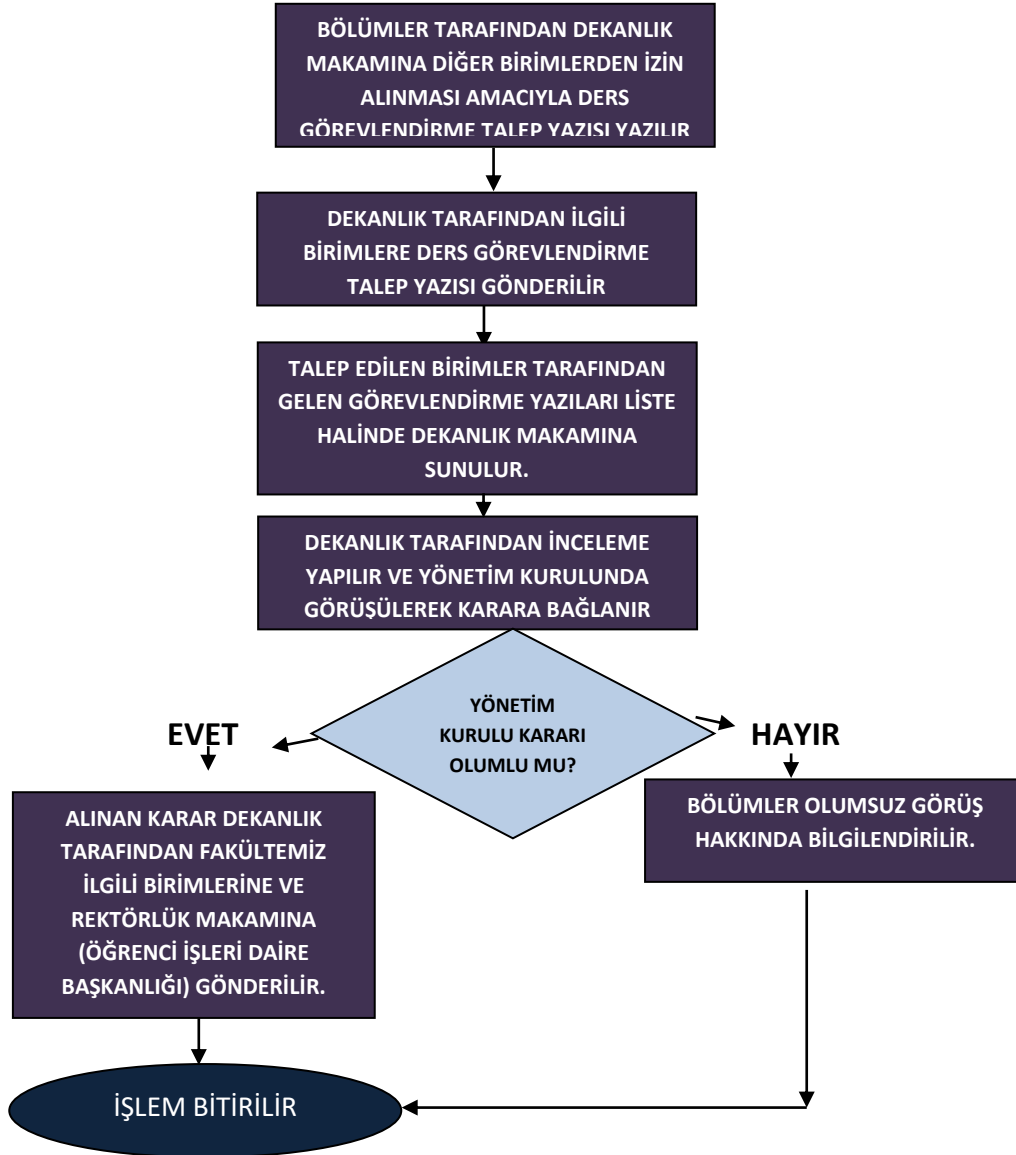 BÖLÜMLER TARAFINDAN DEKANLIK
MAKAMINA DİĞER BİRİMLERDEN İZİN
ALINMASI AMACIYLA DERS
GÖREVLENDİRME TALEP YAZISI YAZILIR
DEKANLIK TARAFINDAN İLGİLİ
BİRİMLERE DERS GÖREVLENDİRME
TALEP YAZISI GÖNDERİLİR
TALEP EDİLEN BİRİMLER TARAFINDAN
GELEN GÖREVLENDİRME YAZILARI LİSTE
HALİNDE DEKANLIK MAKAMINA
SUNULUR.
DEKANLIK TARAFINDAN İNCELEME
YAPILIR VE YÖNETİM KURULUNDA
GÖRÜŞÜLEREK KARARA BAĞLANIR
YÖNETİM
KURULU KARARI
OLUMLU MU?
EVET
HAYIR
ALINAN KARAR DEKANLIK
TARAFINDAN FAKÜLTEMİZ
İLGİLİ BİRİMLERİNE VE
REKTÖRLÜK MAKAMINA
(ÖĞRENCİ İŞLERİ DAİRE
BAŞKANLIĞI) GÖNDERİLİR.
BÖLÜMLER OLUMSUZ GÖRÜŞ
HAKKINDA BİLGİLENDİRİLİR.
İŞLEM BİTİRİLİR